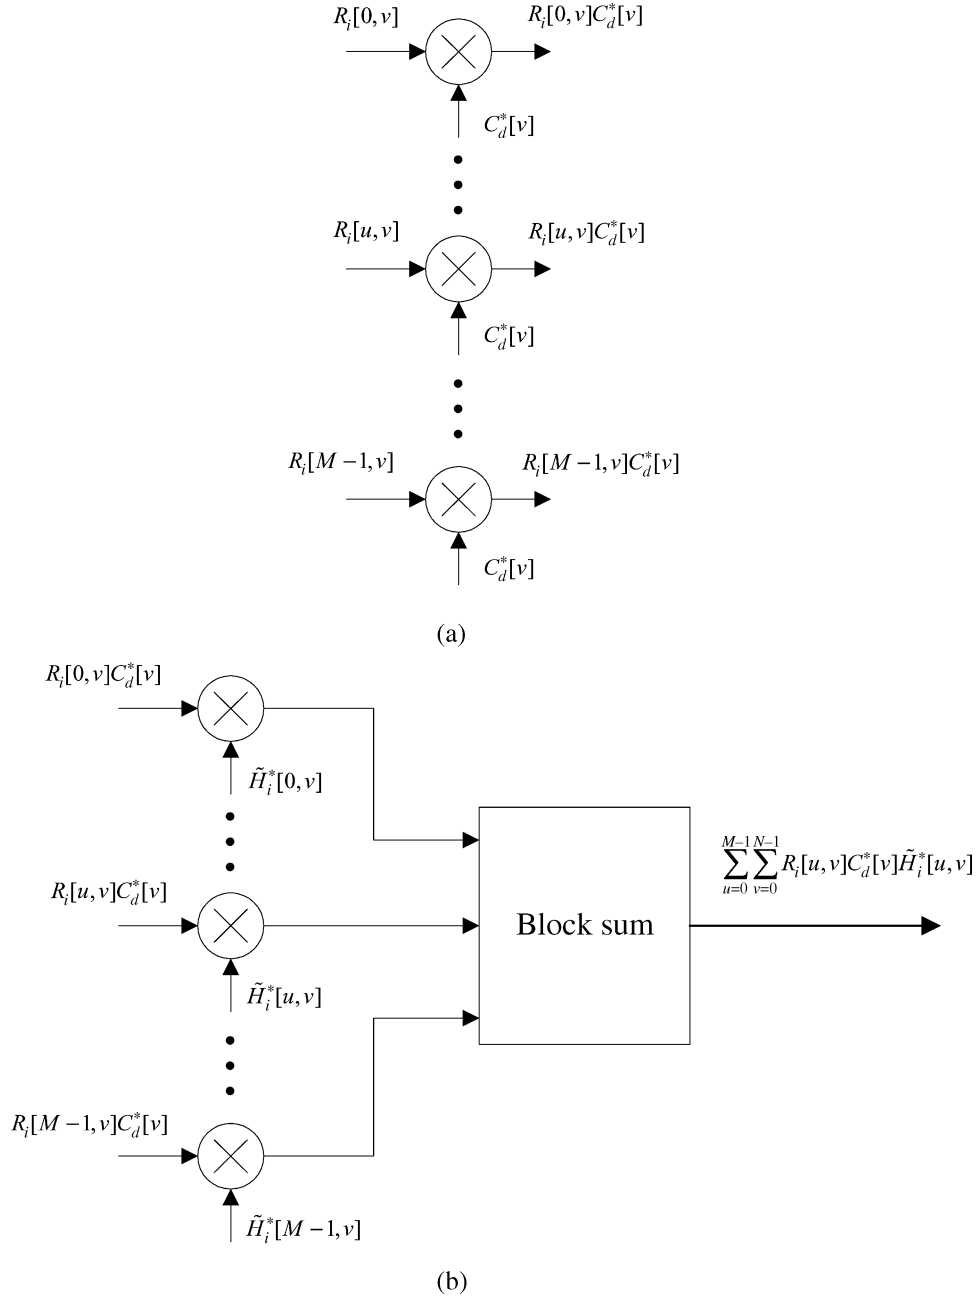 R_i[0,v]
R_i[0,v]C_d^*[v]
C_d^*[v]
R_i[u,v]
R_i[u,v]C_d^*[v]
C_d^*[v]
R_i[M−1,v]
R_i[M−1,v]C_d^*[v]
C_d^*[v]
(a)
R_i[0,v]C_d^*[v]
H̃_i^*[0,v]
R_i[u,v]C_d^*[v]
H̃_i^*[u,v]
R_i[M−1,v]C_d^*[v]
H̃_i^*[M−1,v]
Block sum
∑_{u=0}^{M−1} ∑_{v=0}^{N−1} R_i[u,v]C_d^*[v]H̃_i^*[u,v]
(b)